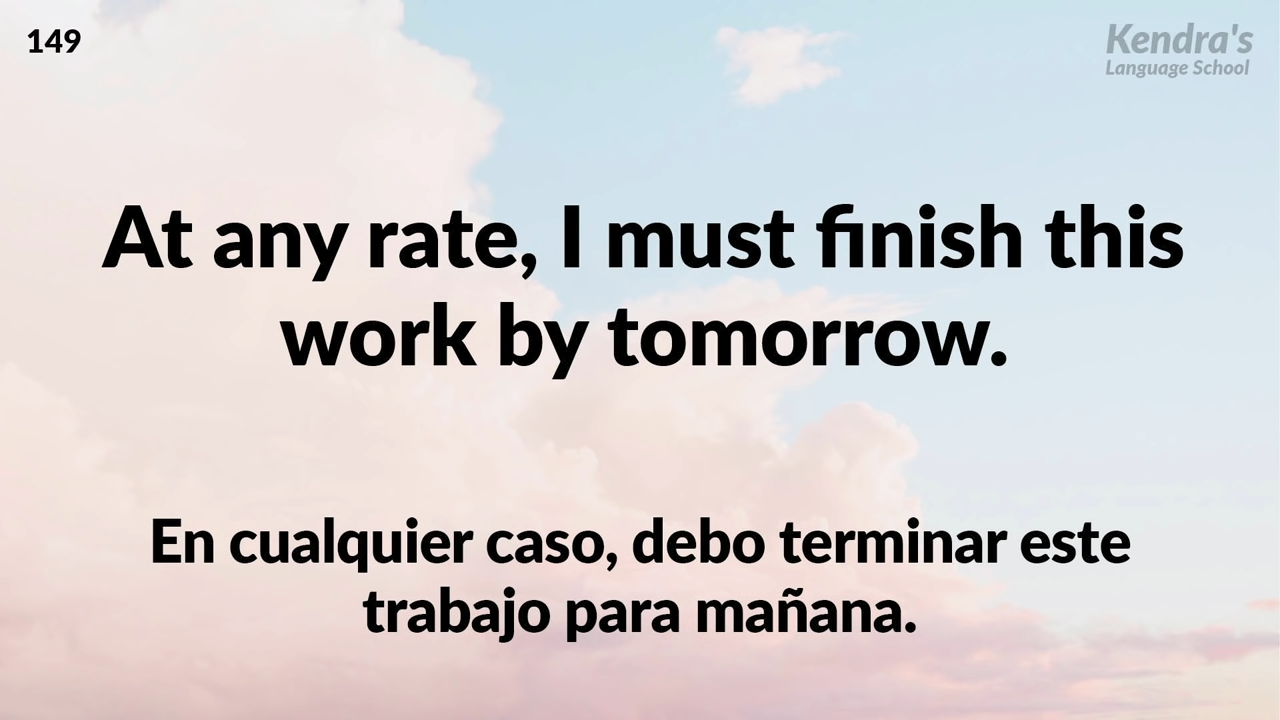 149
Kendra's
Language School
At any rate, I must finish this
work by tomorrow.
En cualquier caso, debo terminar este
trabajo para mañana.